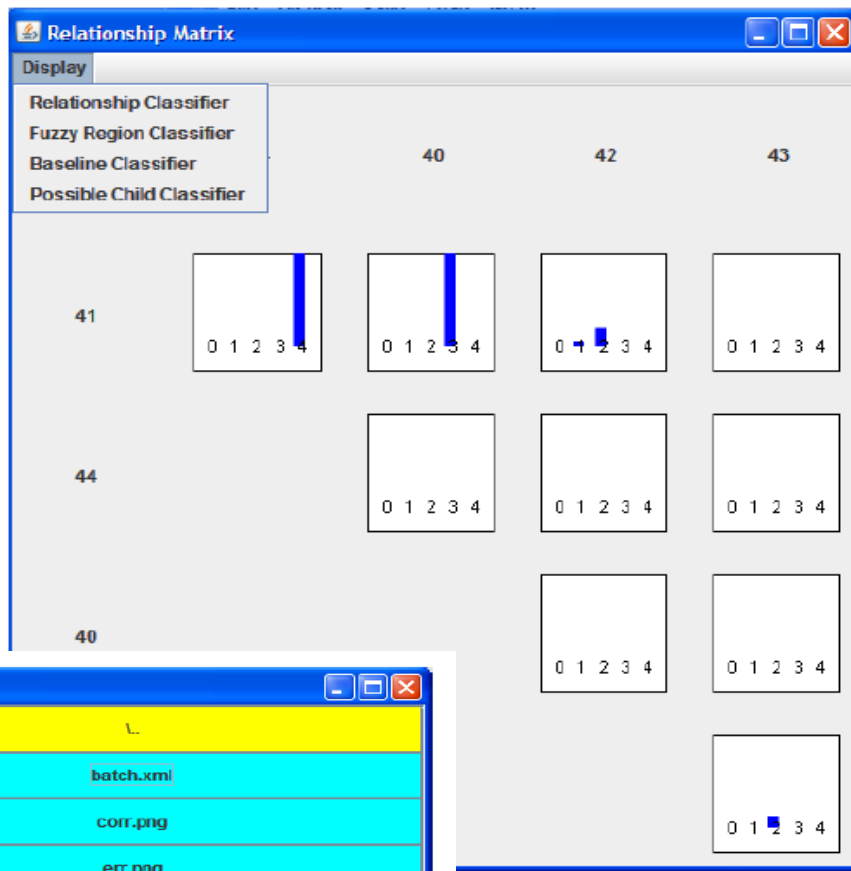 Relationship Matrix
Display
Relationship Classifier
Fuzzy Region Classifier
Baseline Classifier
Possible Child Classifier
40 42 43
41
0 1 2 3 4 0 1 2 3 4 0 1 2 3 4 0 1 2 3 4
44
0 1 2 3 4 0 1 2 3 4 0 1 2 3 4
40
0 1 2 3 4 0 1 2 3 4
0 1 2 3 4
\..
batch.xml
corr.png
err.png